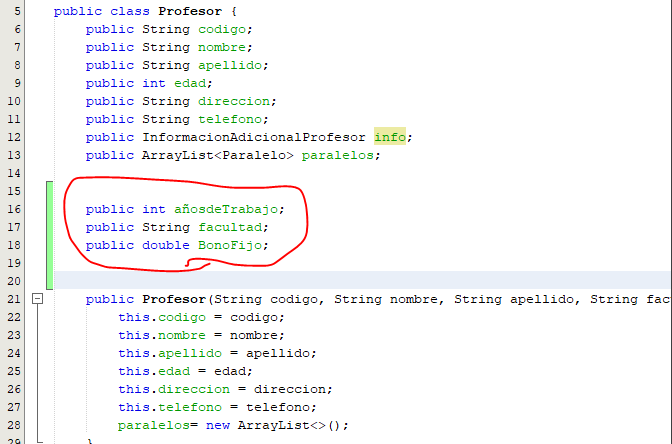 5 public class Profesor {
6 public String codigo;
7 public String nombre;
8 public String apellido;
9 public int edad;
10 public String direccion;
11 public String telefono;
12 public InformacionAdicionalProfesor info;
13 public ArrayList<Paralelo> paralelos;
14
15
16 public int añosdeTrabajo;
17 public String facultad;
18 public double BonoFijo;
19
20
21 public Profesor(String codigo, String nombre, String apellido, String fac
22 this.codigo = codigo;
23 this.nombre = nombre;
24 this.apellido = apellido;
25 this.edad = edad;
26 this.direccion = direccion;
27 this.telefono = telefono;
28 paralelos= new ArrayList<>();
29 }